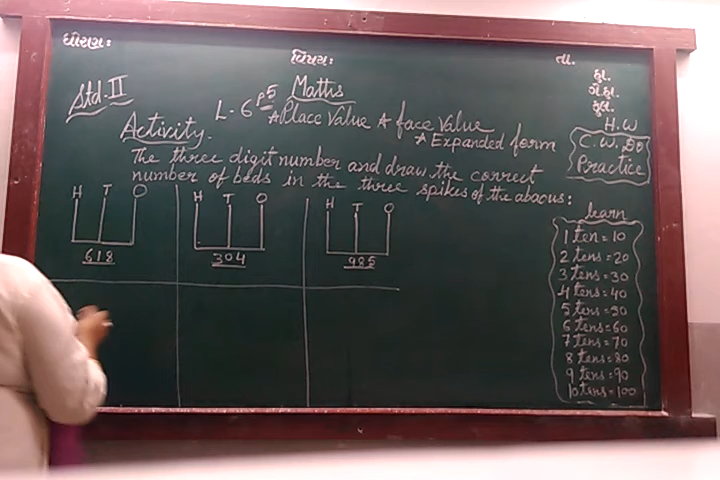 ધોરણઃ
વિષયઃ
તા.
કુ.
ગે.હા.
કુલ.
Std. II
Maths
L-6 P5
*Place Value * face Value
* Expanded form
H.W
C.W. Do
Practice
Activity.
The three digit number and draw the correct
number of beds in the three spikes of the abacus:
H T O
618
H T O
304
H T O
985
learn
1 ten = 10
2 tens = 20
3 tens = 30
4 tens = 40
5 tens = 50
6 tens = 60
7 tens = 70
8 tens = 80
9 tens = 90
10 tens = 100